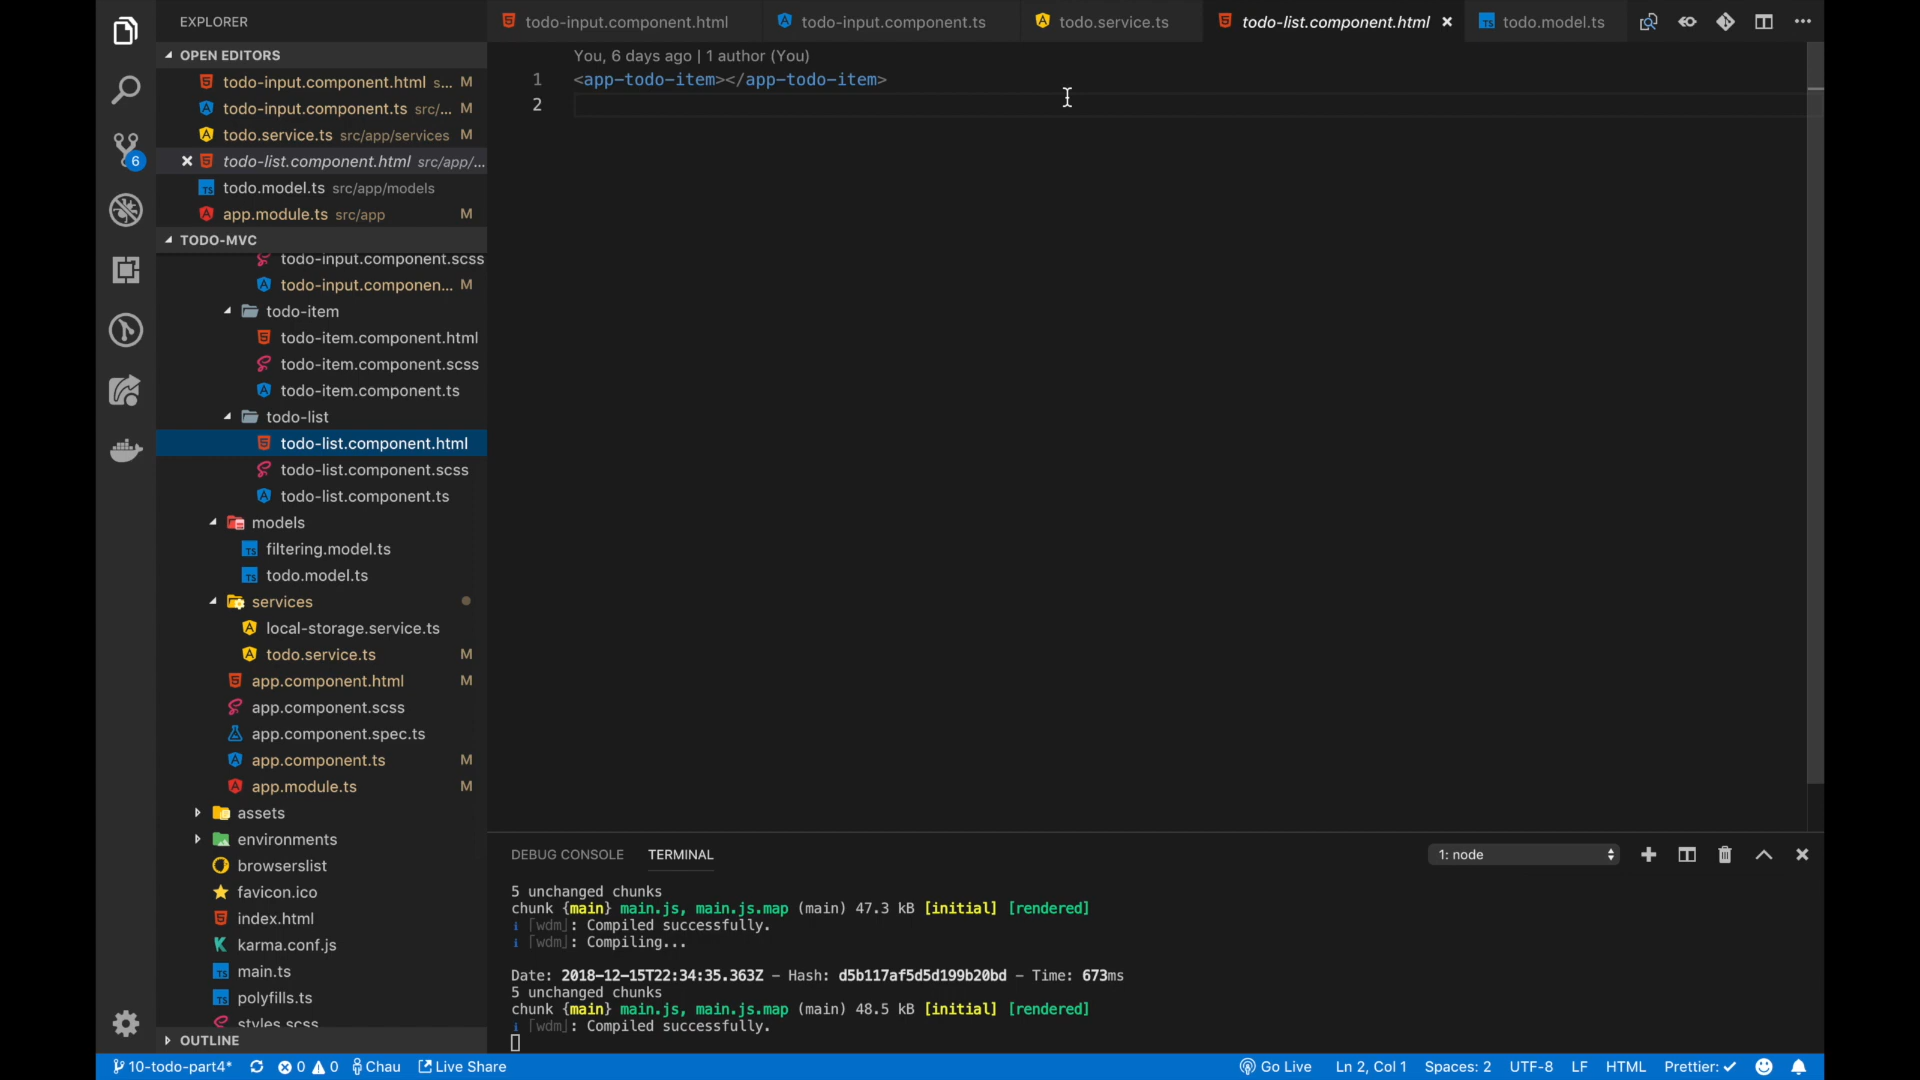 EXPLORER
OPEN EDITORS
todo-input.component.html s... M
todo-input.component.ts src/... M
todo.service.ts src/app/services M
todo-list.component.html src/app/...
todo.model.ts src/app/models
app.module.ts src/app M
TODO-MVC
todo-input.component.scss
todo-input.componen... M
todo-item
todo-item.component.html
todo-item.component.scss
todo-item.component.ts
todo-list
todo-list.component.html
todo-list.component.scss
todo-list.component.ts
models
filtering.model.ts
todo.model.ts
services
local-storage.service.ts
todo.service.ts M
app.component.html M
app.component.scss
app.component.spec.ts
app.component.ts M
app.module.ts M
assets
environments
browserslist
favicon.ico
index.html
karma.conf.js
main.ts
polyfills.ts
styles.scss
OUTLINE
6
todo-input.component.html todo-input.component.ts todo.service.ts todo-list.component.html todo.model.ts
You, 6 days ago | 1 author (You)
1 <app-todo-item></app-todo-item>
2
DEBUG CONSOLE TERMINAL 1: node
5 unchanged chunks
chunk {main} main.js, main.js.map (main) 47.3 kB [initial] [rendered]
i ｢wdm｣: Compiled successfully.
i ｢wdm｣: Compiling...
Date: 2018-12-15T22:34:35.363Z - Hash: d5b117af5d5d199b20bd - Time: 673ms
5 unchanged chunks
chunk {main} main.js, main.js.map (main) 48.5 kB [initial] [rendered]
i ｢wdm｣: Compiled successfully.
10-todo-part4* 0 0 Chau Live Share Go Live Ln 2, Col 1 Spaces: 2 UTF-8 LF HTML Prettier: ✓